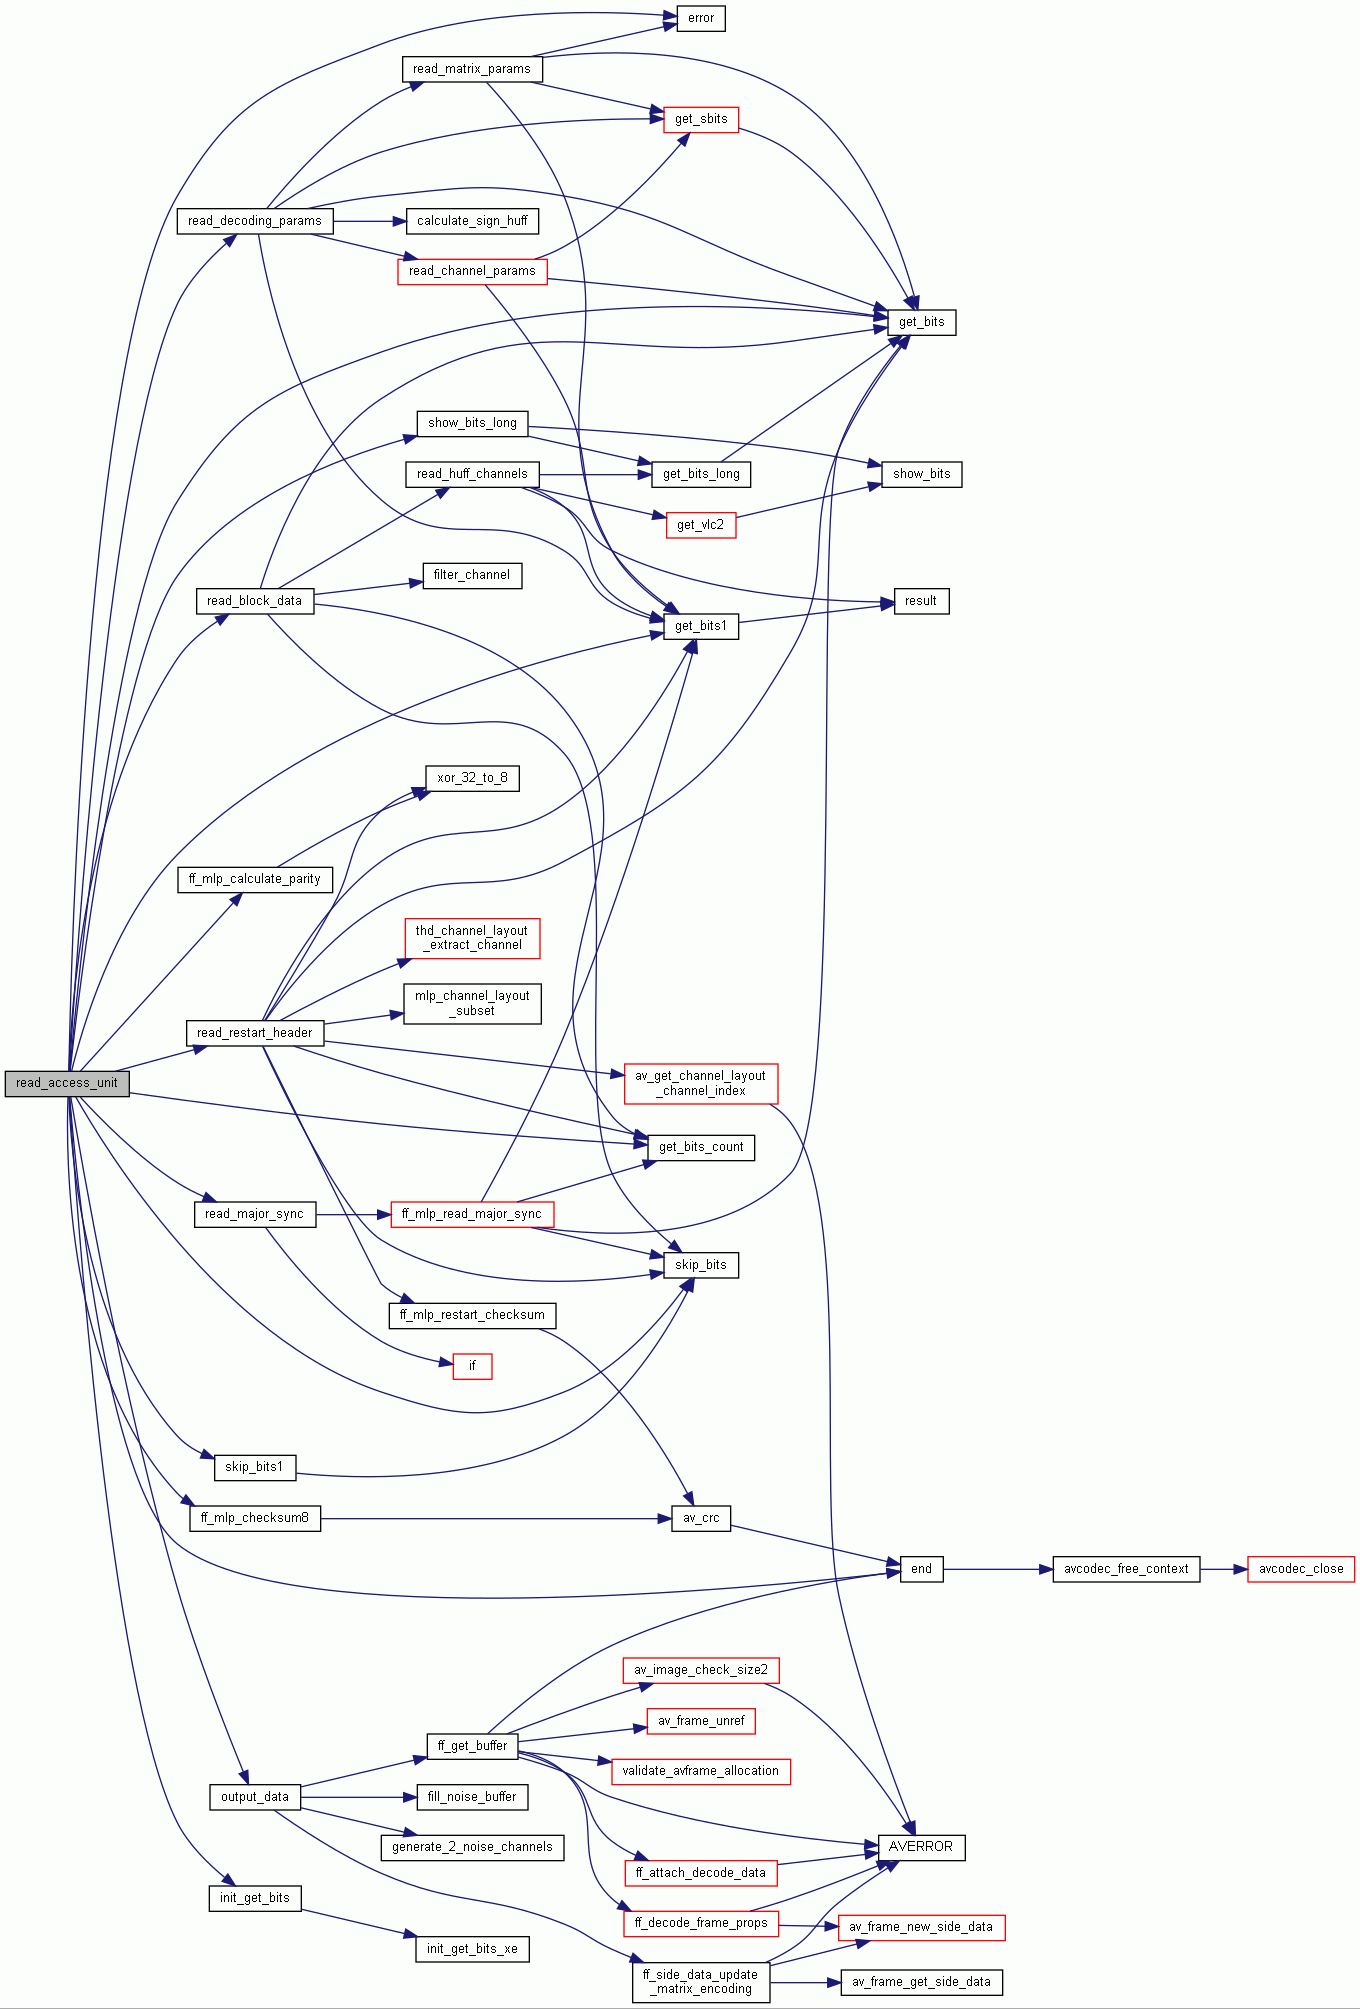 error
read_matrix_params
get_sbits
read_decoding_params
calculate_sign_huff
read_channel_params
get_bits
show_bits_long
read_huff_channels
get_bits_long
show_bits
get_vlc2
filter_channel
read_block_data
result
get_bits1
xor_32_to_8
ff_mlp_calculate_parity
thd_channel_layout
_extract_channel
mlp_channel_layout
_subset
read_restart_header
av_get_channel_layout
_channel_index
read_access_unit
get_bits_count
read_major_sync
ff_mlp_read_major_sync
skip_bits
ff_mlp_restart_checksum
if
skip_bits1
ff_mlp_checksum8
av_crc
end
avcodec_free_context
avcodec_close
av_image_check_size2
av_frame_unref
ff_get_buffer
validate_avframe_allocation
output_data
fill_noise_buffer
generate_2_noise_channels
AVERROR
ff_attach_decode_data
init_get_bits
ff_decode_frame_props
av_frame_new_side_data
init_get_bits_xe
ff_side_data_update
_matrix_encoding
av_frame_get_side_data